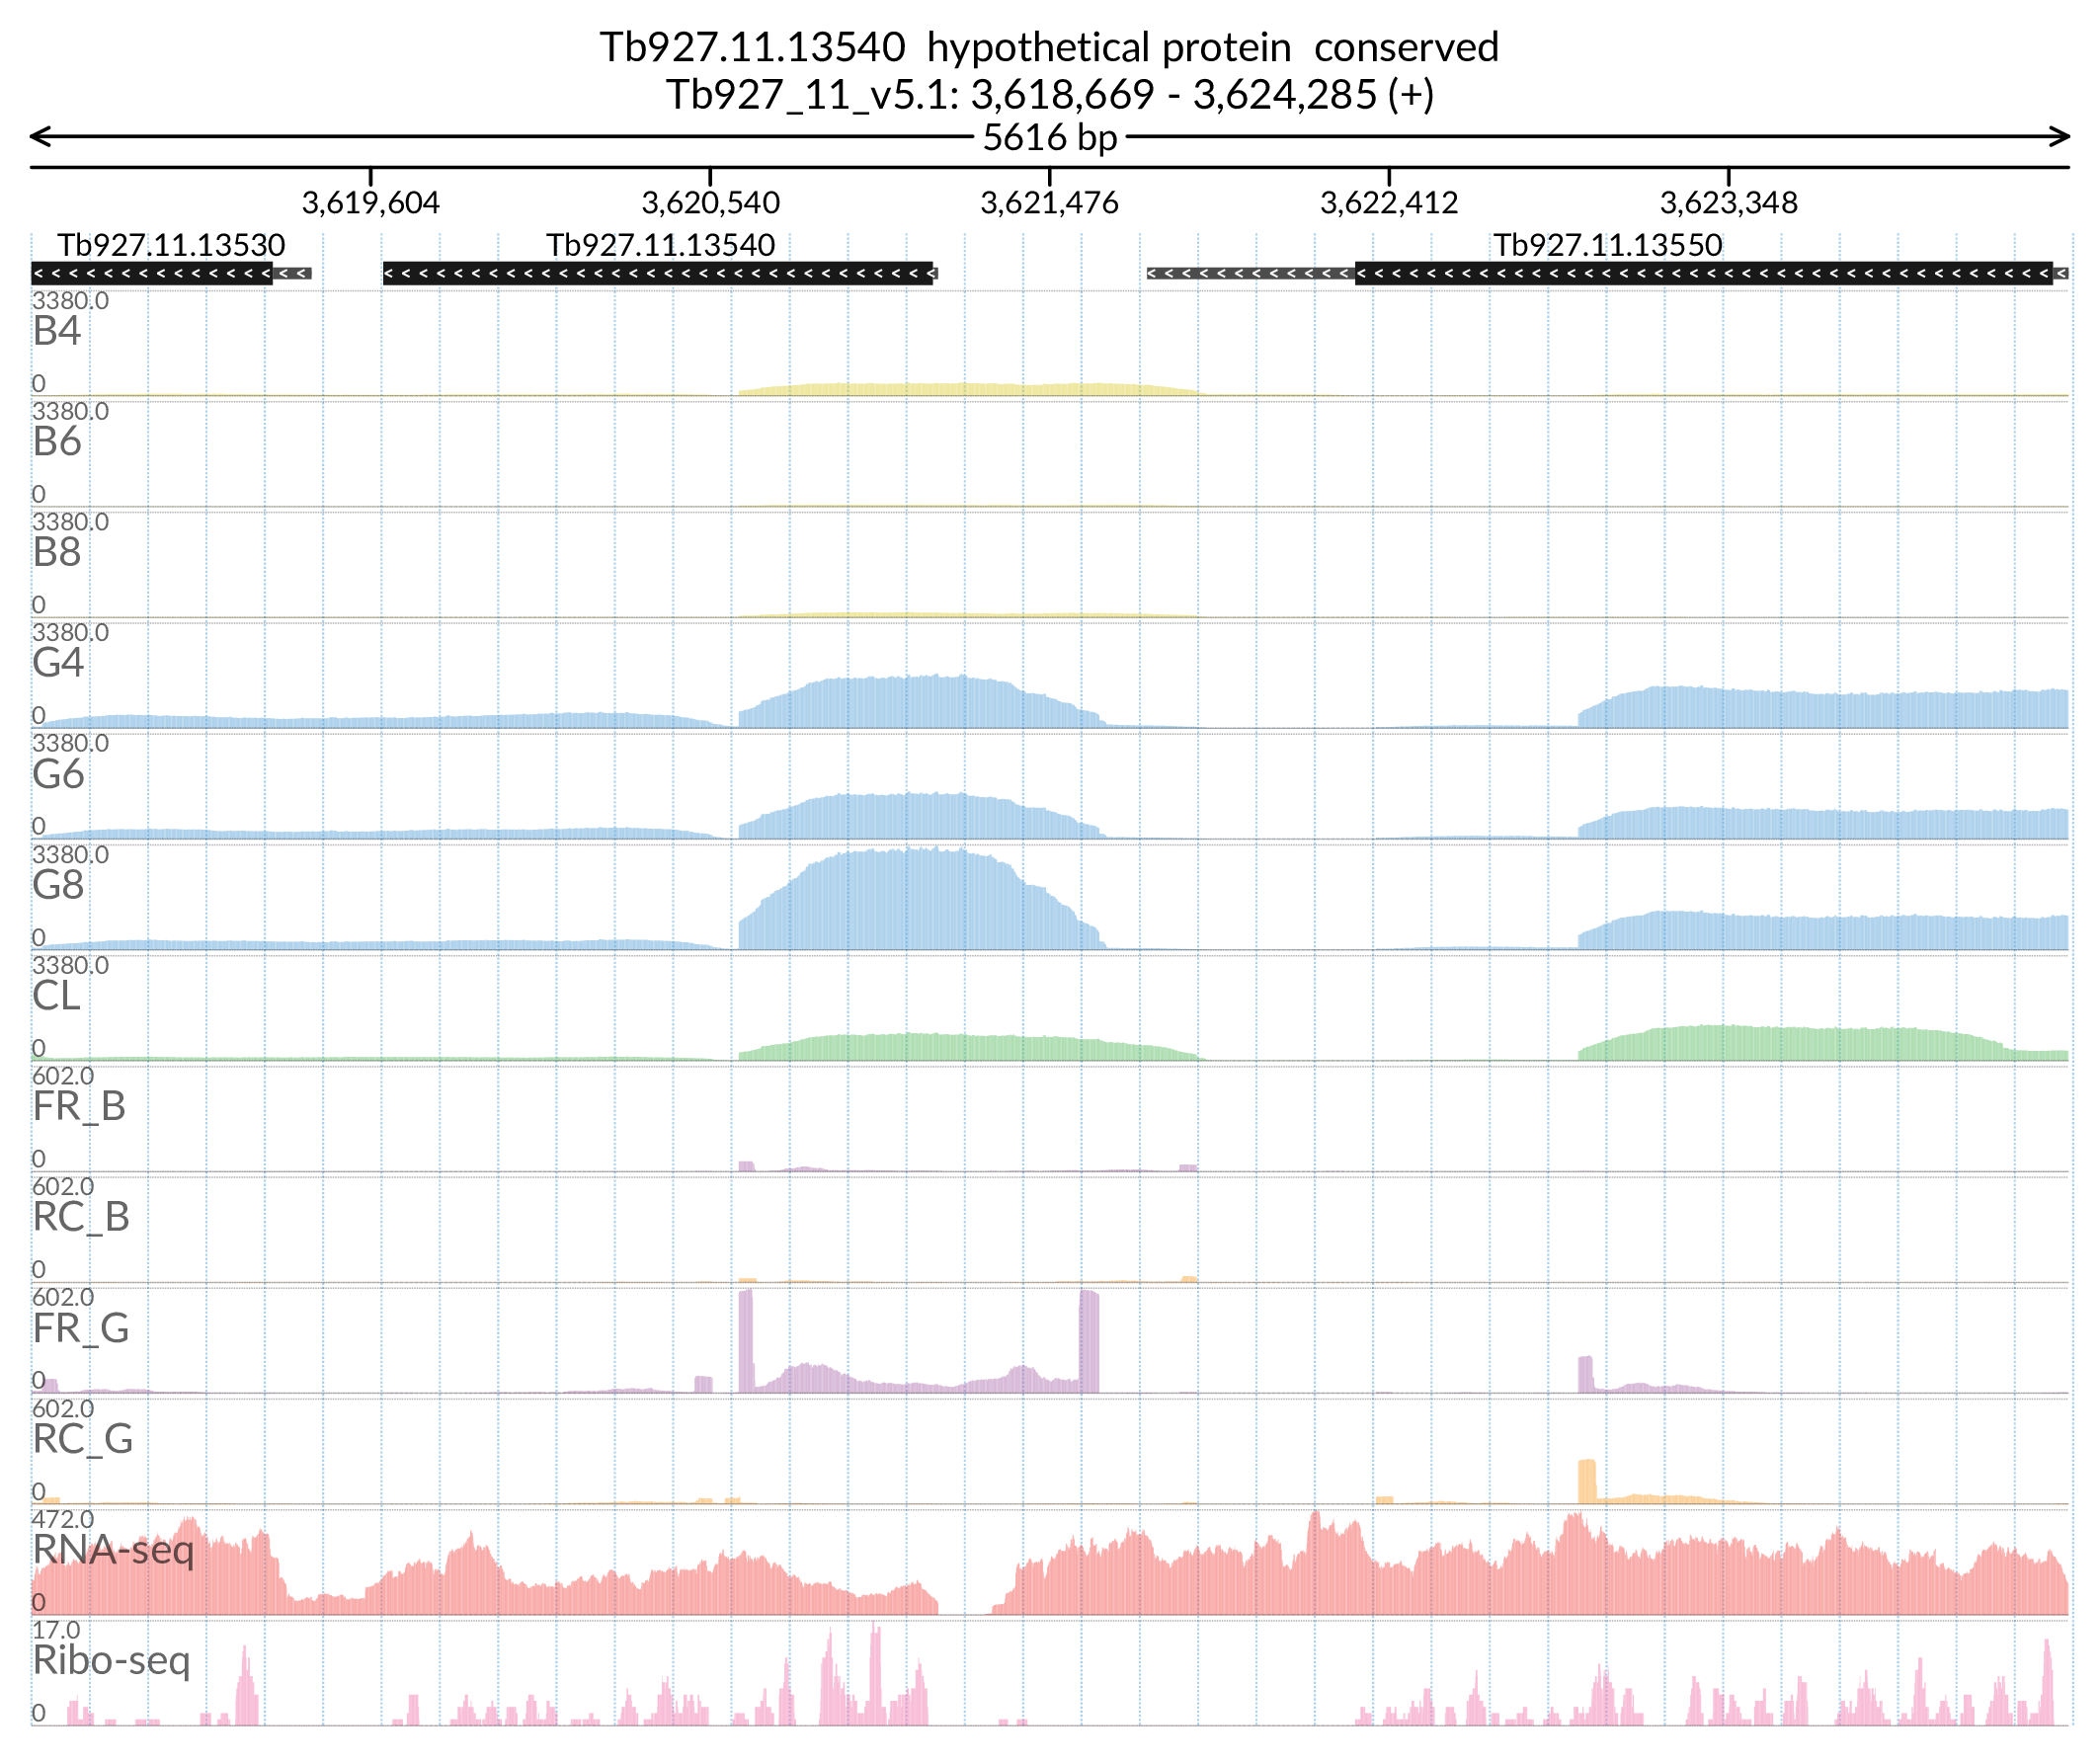 Tb927.11.13540 hypothetical protein conserved
Tb927_11_v5.1: 3,618,669 - 3,624,285 (+)
5616 bp
3,619,604 3,620,540 3,621,476 3,622,412 3,623,348
Tb927.11.13530 Tb927.11.13540 Tb927.11.13550
3380.0
B4
0
3380.0
B6
0
3380.0
B8
0
3380.0
G4
0
3380.0
G6
0
3380.0
G8
0
3380.0
CL
0
602.0
FR_B
0
602.0
RC_B
0
602.0
FR_G
0
602.0
RC_G
0
472.0
RNA-seq
0
17.0
Ribo-seq
0